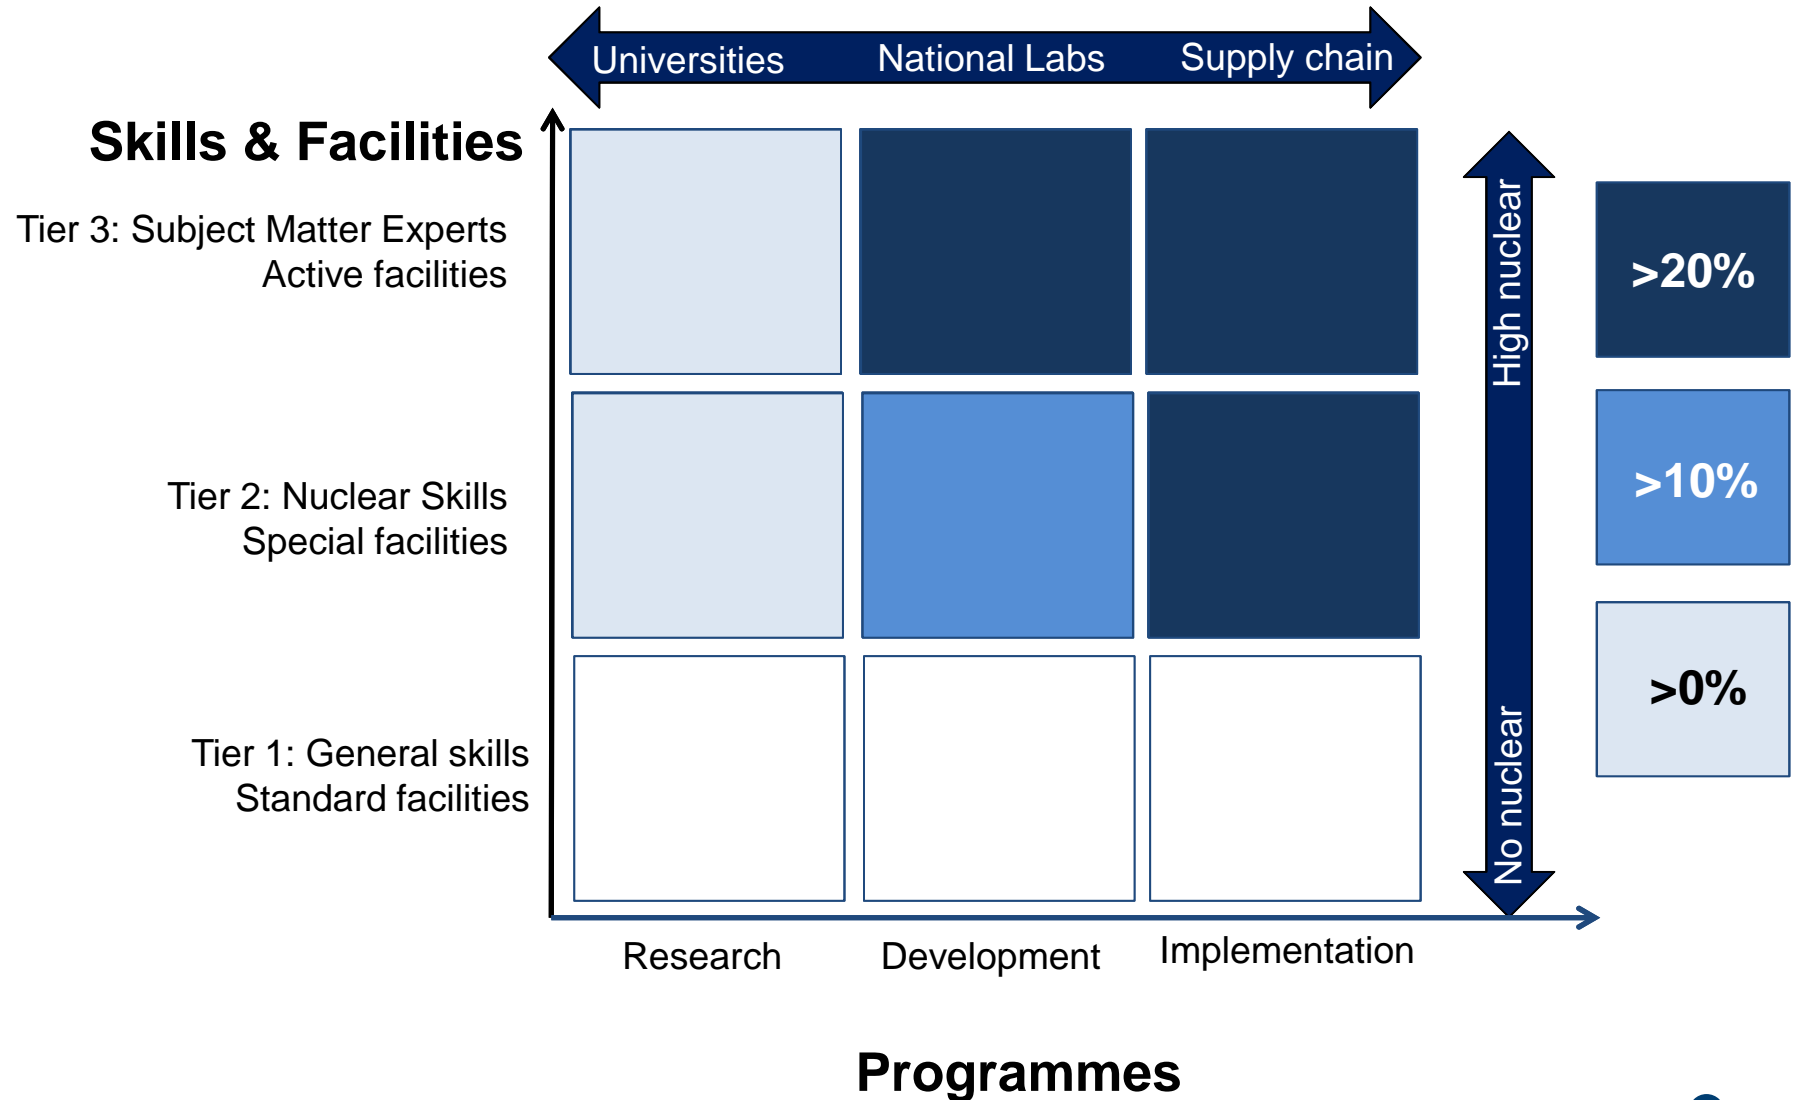 Universities National Labs Supply chain
Skills & Facilities
Tier 3: Subject Matter Experts
Active facilities
High nuclear
>20%
Tier 2: Nuclear Skills
Special facilities
>10%
>0%
Tier 1: General skills
Standard facilities
No nuclear
Research Development Implementation
Programmes